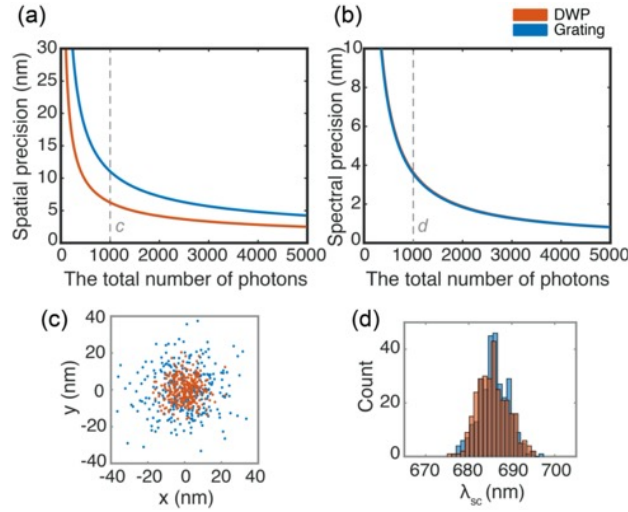 (a)
(b)
DWP
Grating
Spatial precision (nm)
30
25
20
15
10
5
0
c
0 1000 2000 3000 4000 5000
The total number of photons
Spectral precision (nm)
10
8
6
4
2
0
d
0 1000 2000 3000 4000 5000
The total number of photons
(c)
y (nm)
40
20
0
-20
-40
-40 -20 0 20 40
x (nm)
(d)
Count
40
20
0
670 680 690 700
λsc (nm)